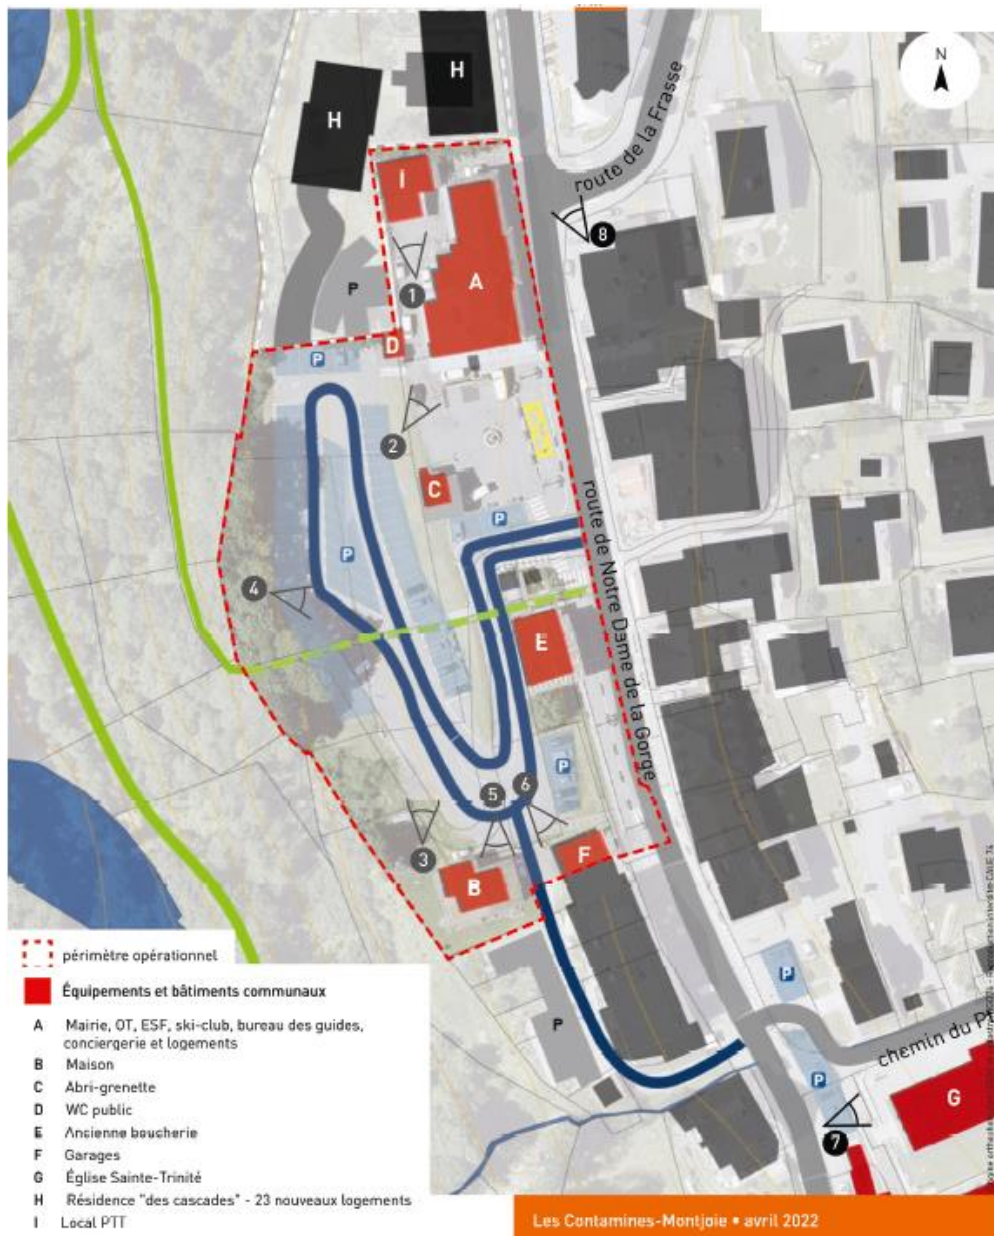 N
H
H
route de la Frasse
I
8
A
1
P
D
P
2
C
P
P
route de Notre Dame de la Gorge
4
E
P
5
6
3
F
B
périmètre opérationnel
Équipements et bâtiments communaux
A Mairie, OT, ESF, ski-club, bureau des guides,
conciergerie et logements
B Maison
C Abri-grenette
D WC public
E Ancienne boucherie
F Garages
G Église Sainte-Trinité
H Résidence "des cascades" - 23 nouveaux logements
I Local PTT
P
P
chemin du
P
G
7
Les Contamines-Montjoie • avril 2022